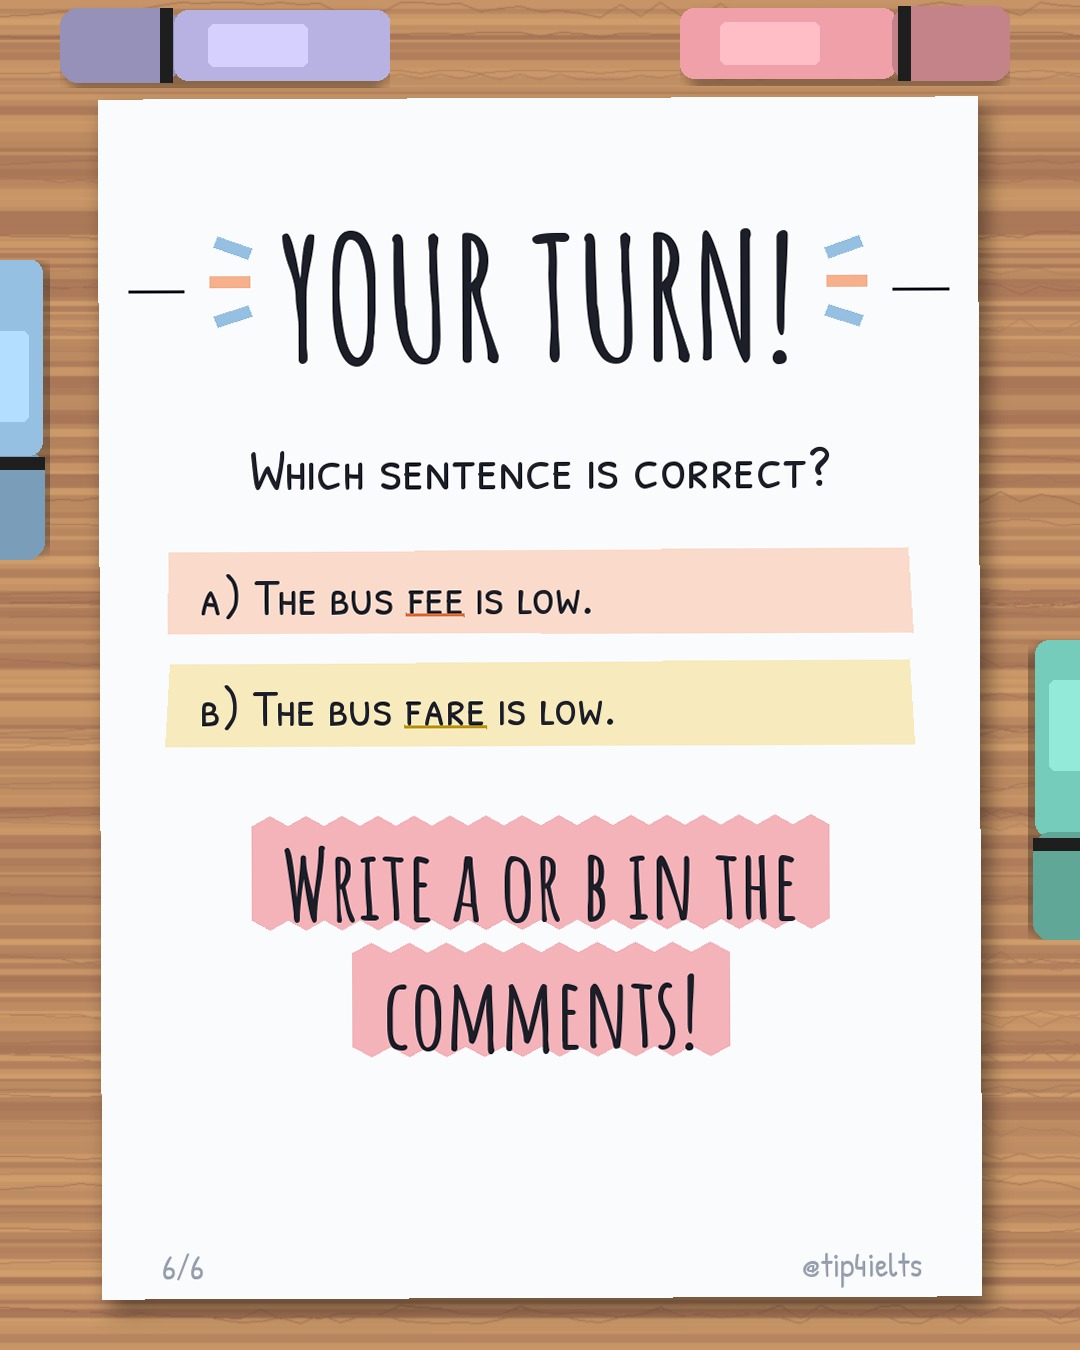 YOUR TURN!
WHICH SENTENCE IS CORRECT?
A) THE BUS FEE IS LOW.
B) THE BUS FARE IS LOW.
WRITE A OR B IN THE
COMMENTS!
6/6
@tip4ielts